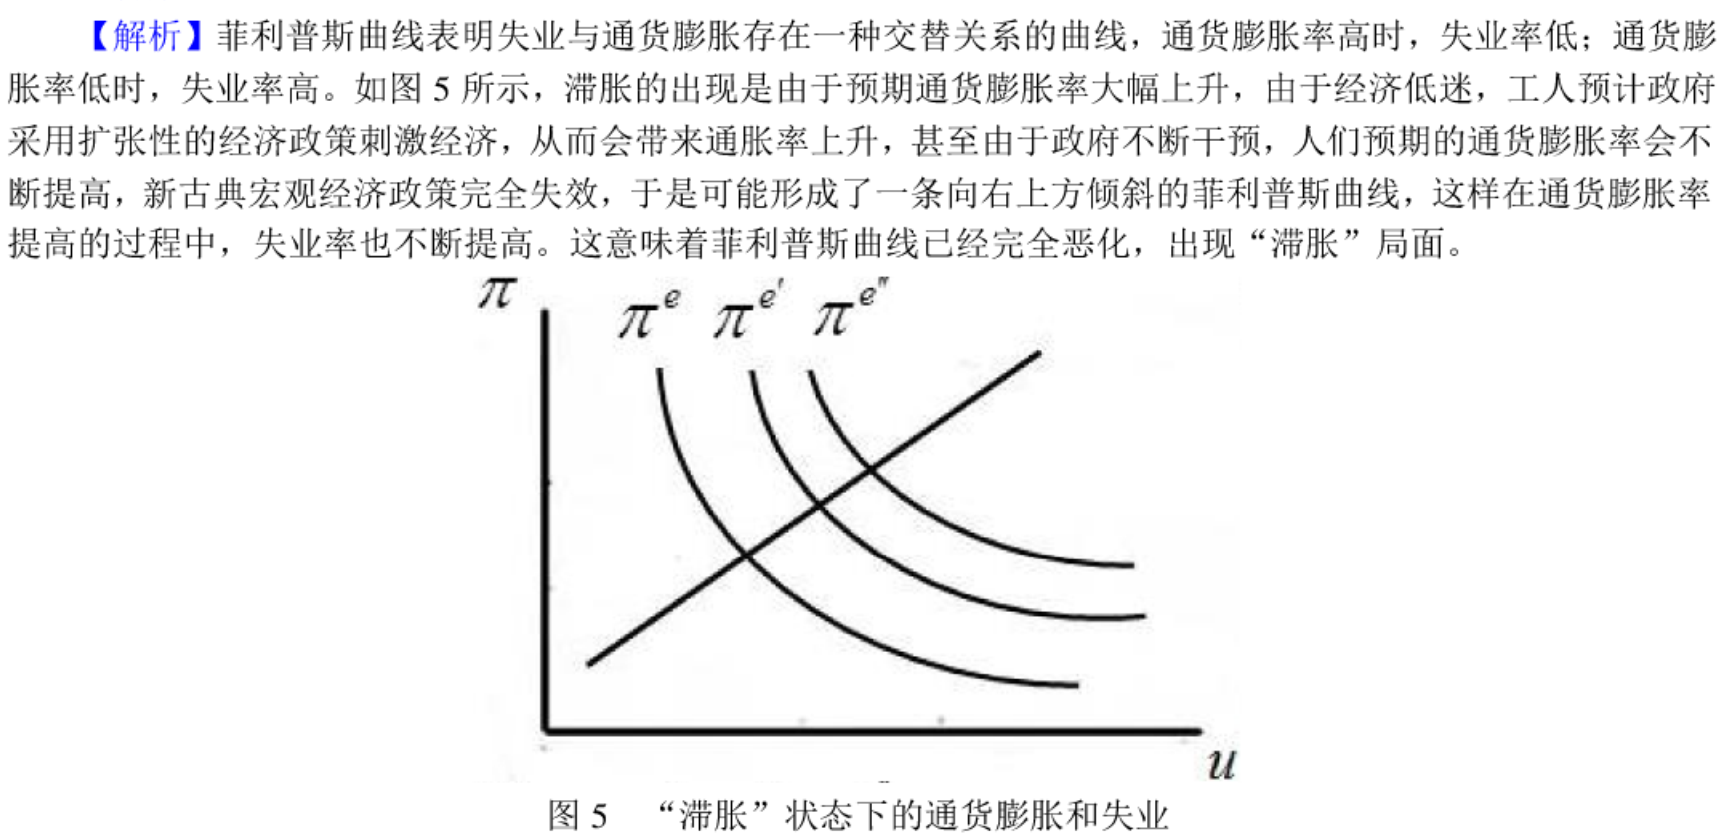 【解析】菲利普斯曲线表明失业与通货膨胀存在一种交替关系的曲线，通货膨胀率高时，失业率低；通货膨
胀率低时，失业率高。如图 5 所示，滞胀的出现是由于预期通货膨胀率大幅上升，由于经济低迷，工人预计政府
采用扩张性的经济政策刺激经济，从而会带来通胀率上升，甚至由于政府不断干预，人们预期的通货膨胀率会不
断提高，新古典宏观经济政策完全失效，于是可能形成了一条向右上方倾斜的菲利普斯曲线，这样在通货膨胀率
提高的过程中，失业率也不断提高。这意味着菲利普斯曲线已经完全恶化，出现“滞胀”局面。
π
π^e π^e' π^e''
u
图 5 “滞胀”状态下的通货膨胀和失业